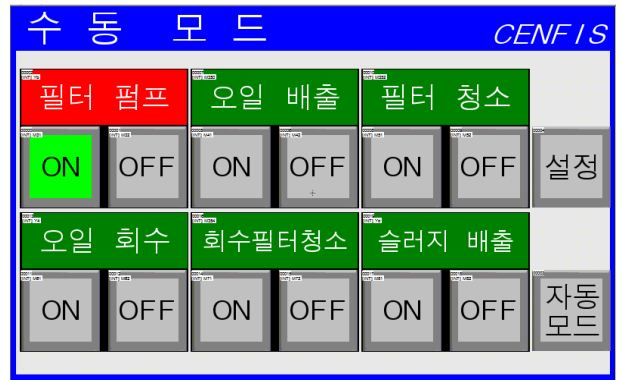 수동 모드
CENFIS
필터 펌프
오일 배출
필터 청소
ON
OFF
ON
OFF
ON
OFF
설정
오일 회수
회수필터청소
슬러지 배출
ON
OFF
ON
OFF
ON
OFF
자동
모드